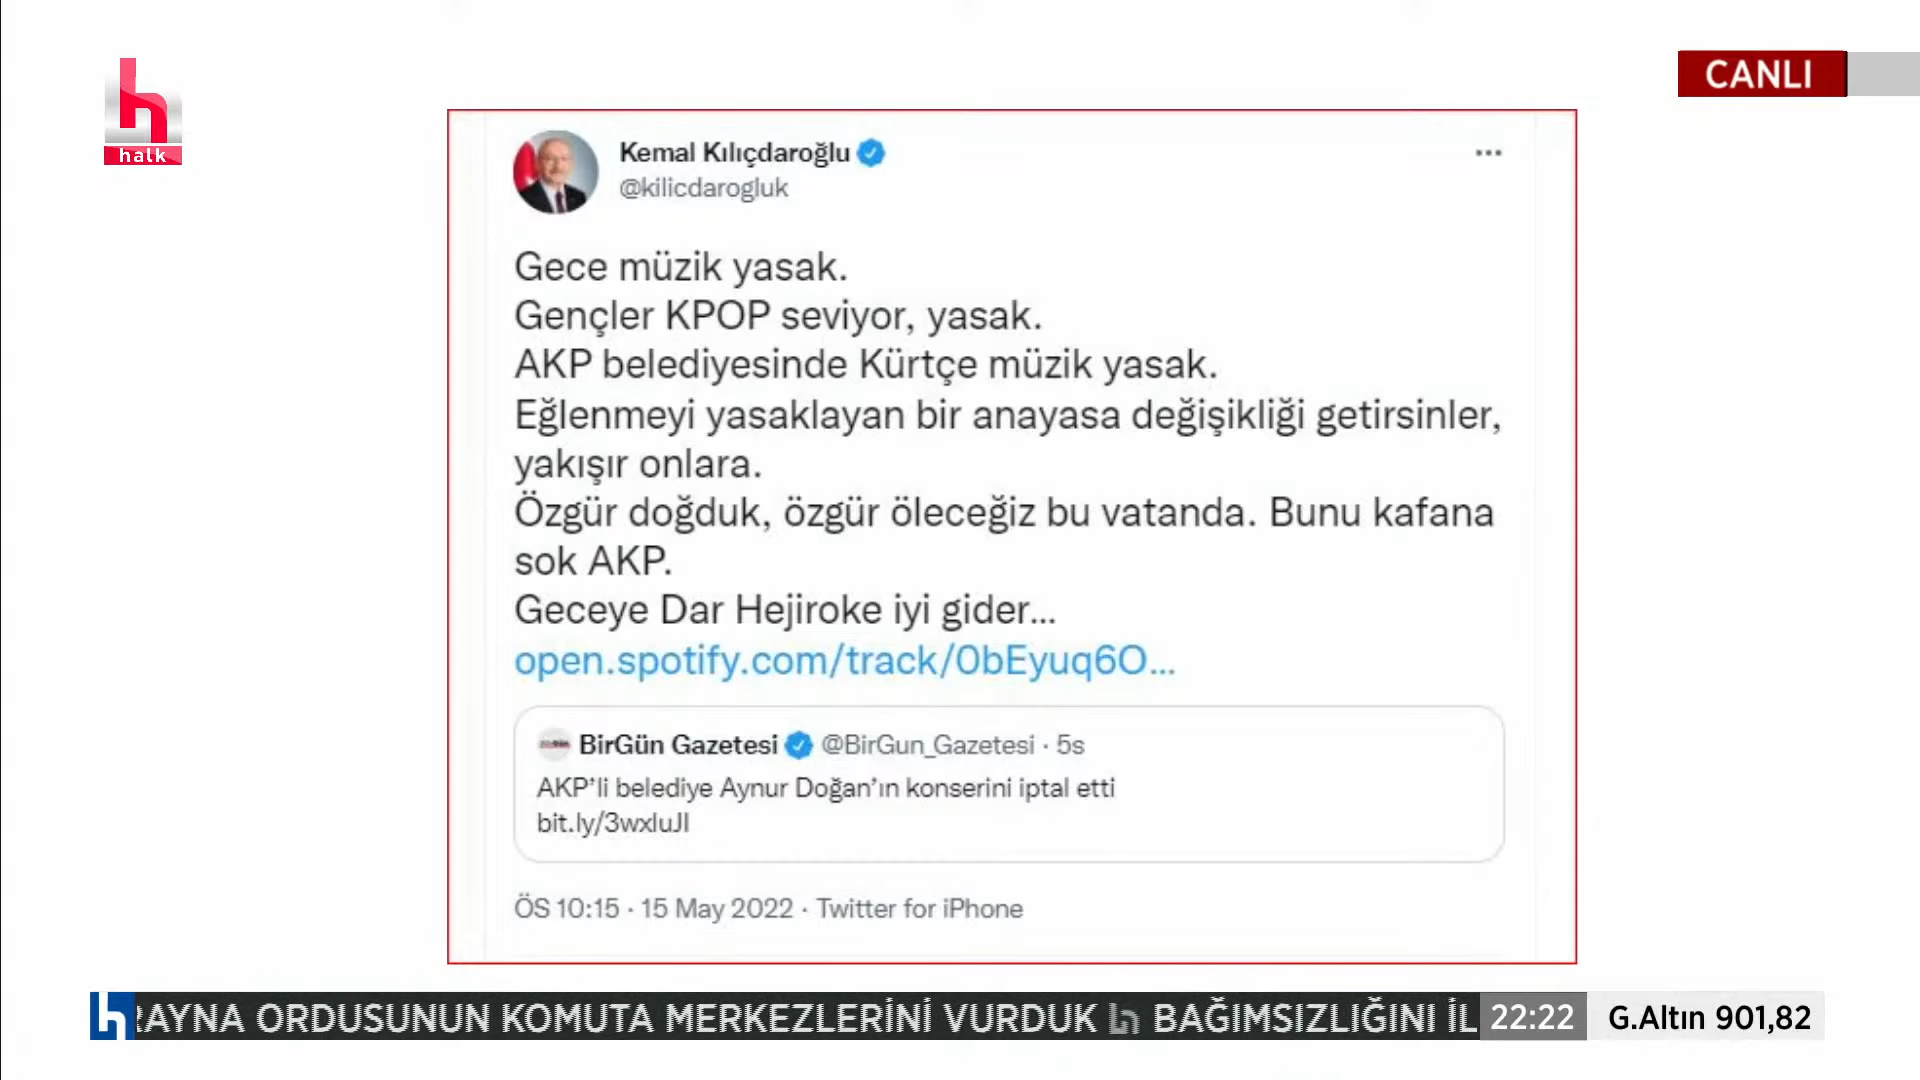 halk
CANLI
Kemal Kılıçdaroğlu
@kilicdarogluk
Gece müzik yasak.
Gençler KPOP seviyor, yasak.
AKP belediyesinde Kürtçe müzik yasak.
Eğlenmeyi yasaklayan bir anayasa değişikliği getirsinler,
yakışır onlara.
Özgür doğduk, özgür öleceğiz bu vatanda. Bunu kafana
sok AKP.
Geceye Dar Hejiroke iyi gider...
open.spotify.com/track/0bEyuq6O...
BirGün Gazetesi @BirGun_Gazetesi · 5s
AKP'li belediye Aynur Doğan'ın konserini iptal etti
bit.ly/3wxluJl
ÖS 10:15 · 15 May 2022 · Twitter for iPhone
RAYNA ORDUSUNUN KOMUTA MERKEZLERİNİ VURDUK BAĞIMSIZLIĞINI İL 22:22 G.Altın 901,82